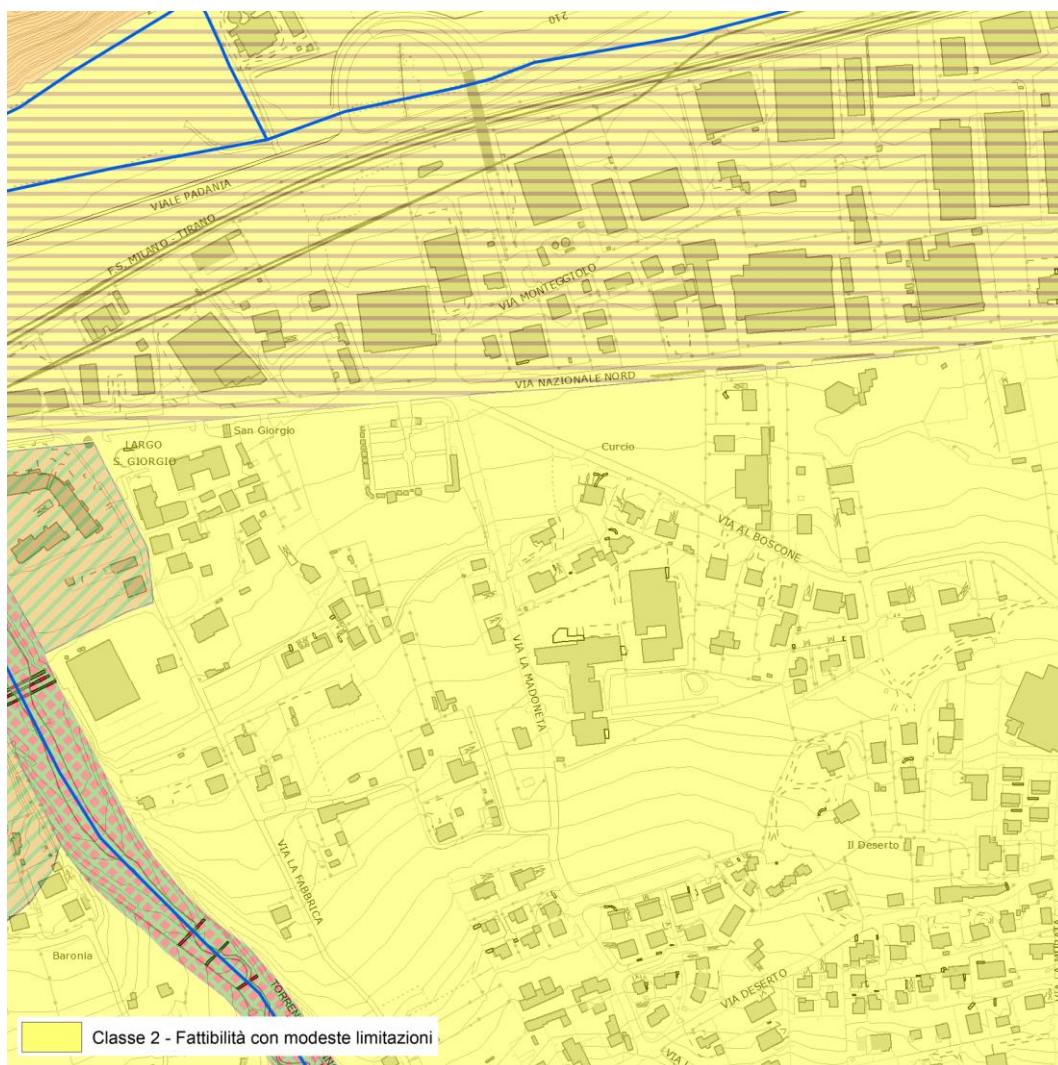 210
VIALE PADANIA
F.S. MILANO - TIRANO
VIA MONTEGGIOLO
VIA NAZIONALE NORD
San Giorgio
LARGO
S. GIORGIO
Curcio
VIA AL BOSCONE
VIA LA MADONETA
Il Deserto
VIA LA FABBRICA
Baronia
VIA DESERTO
Classe 2 - Fattibilità con modeste limitazioni